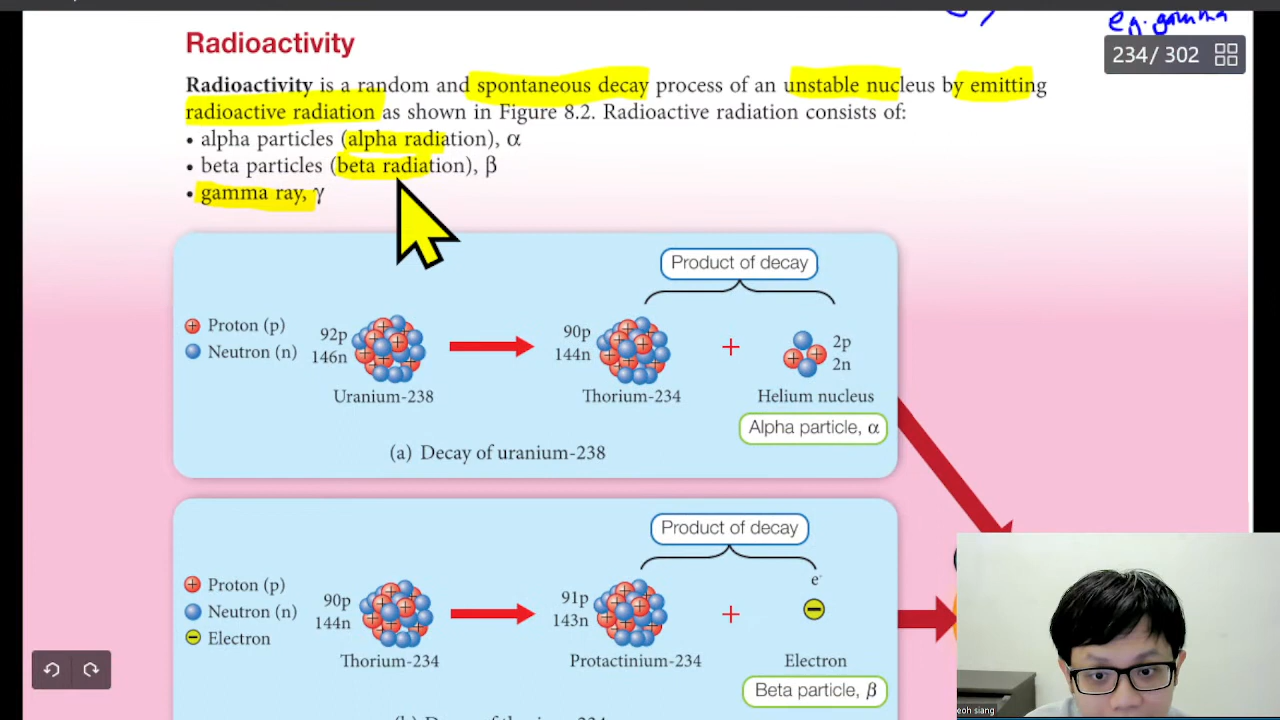 e.g. gamma
234/ 302
Radioactivity
Radioactivity is a random and spontaneous decay process of an unstable nucleus by emitting
radioactive radiation as shown in Figure 8.2. Radioactive radiation consists of:
• alpha particles (alpha radiation), α
• beta particles (beta radiation), β
• gamma ray, γ
Product of decay
Proton (p)
Neutron (n)
92p
146n
Uranium-238
90p
144n
Thorium-234
+
2p
2n
Helium nucleus
Alpha particle, α
(a) Decay of uranium-238
Product of decay
Proton (p)
Neutron (n)
Electron
90p
144n
Thorium-234
91p
143n
Protactinium-234
+
e-
Electron
Beta particle, β
eoh siang